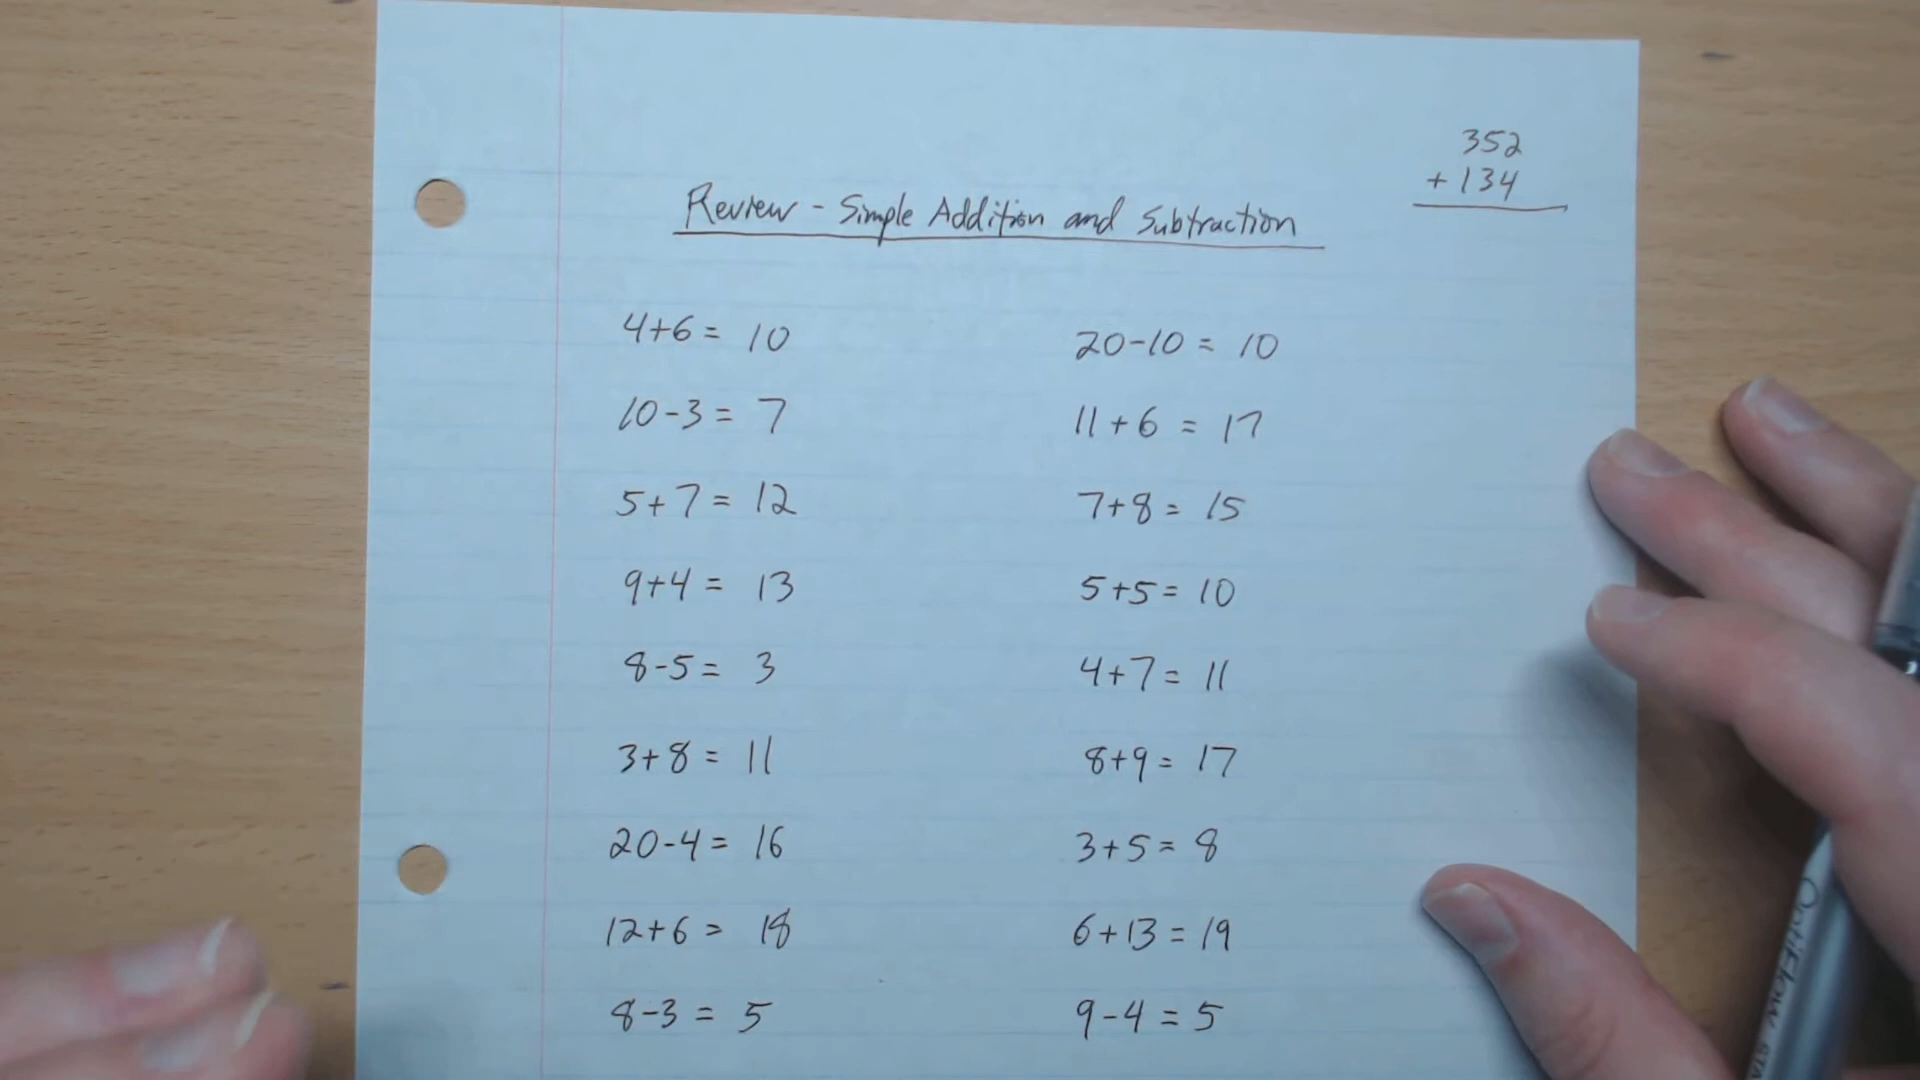 352
+ 134
Review - Simple Addition and Subtraction
4+6 = 10
10-3 = 7
5+7 = 12
9+4 = 13
8-5 = 3
3+8 = 11
20-4 = 16
12+6 = 18
8-3 = 5
20-10 = 10
11+6 = 17
7+8 = 15
5+5 = 10
4+7 = 11
8+9 = 17
3+5 = 8
6+13 = 19
9-4 = 5
OptiFlow